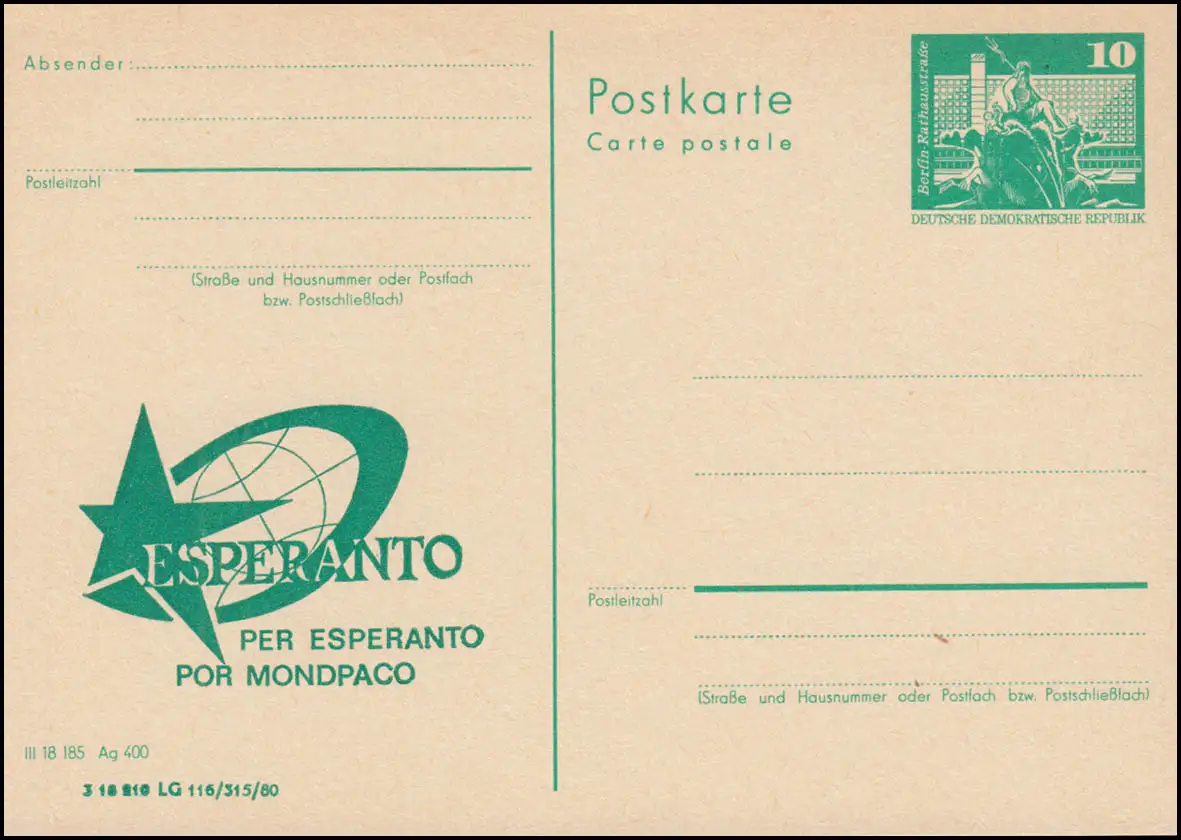 Absender:
Postleitzahl
(Straße und Hausnummer oder Postfach
bzw. Postschließfach)
ESPERANTO
PER ESPERANTO
POR MONDPACO
III 18 185 Ag 400
LG 116/315/80
Postkarte
Carte postale
10
Berlin-Rathausstraße
DEUTSCHE DEMOKRATISCHE REPUBLIK
Postleitzahl
(Straße und Hausnummer oder Postfach bzw. Postschließfach)